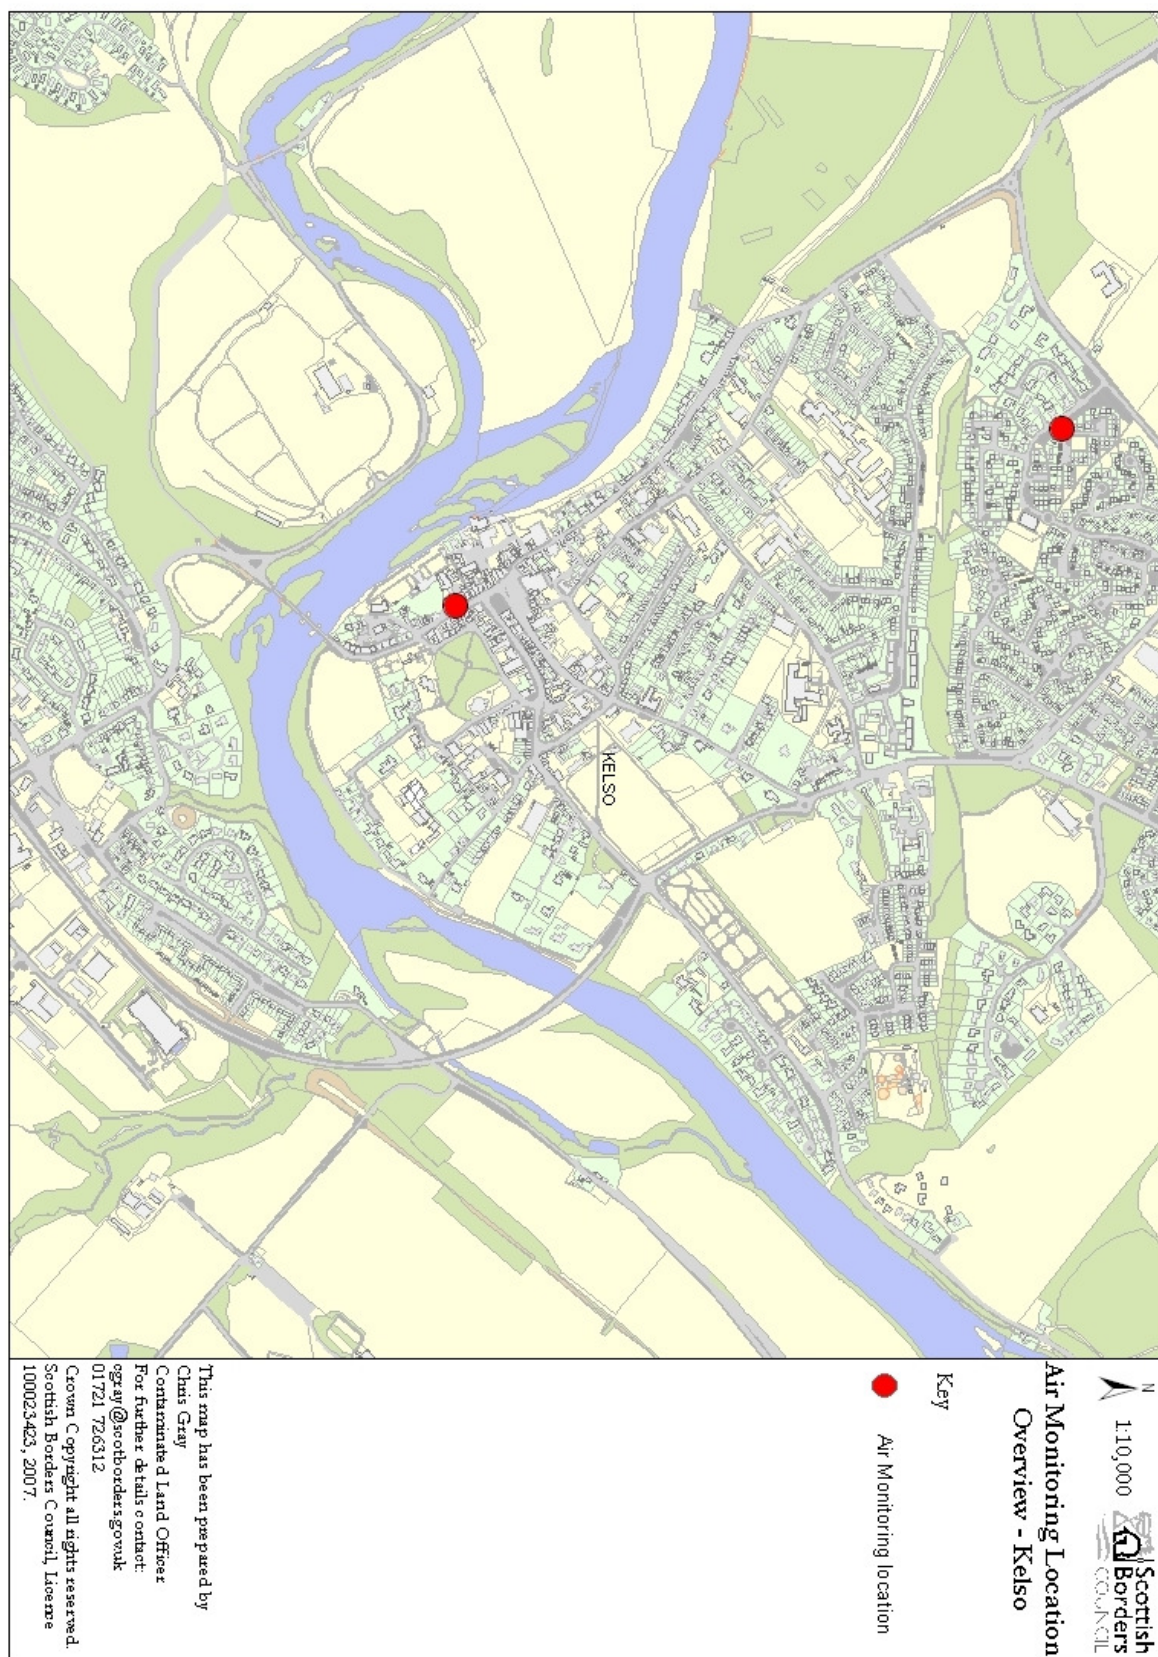 N
1:10,000
Scottish
Borders
COUNCIL
Air Monitoring Location
Overview - Kelso
Key
Air Monitoring location
This map has been prepared by
Chris Gray
Contaminated Land Officer
For further details contact:
cgray@scotborders.gov.uk
01721 726312
Crown Copyright all rights reserved.
Scottish Borders Council, Licence
100023423, 2007.
KELSO